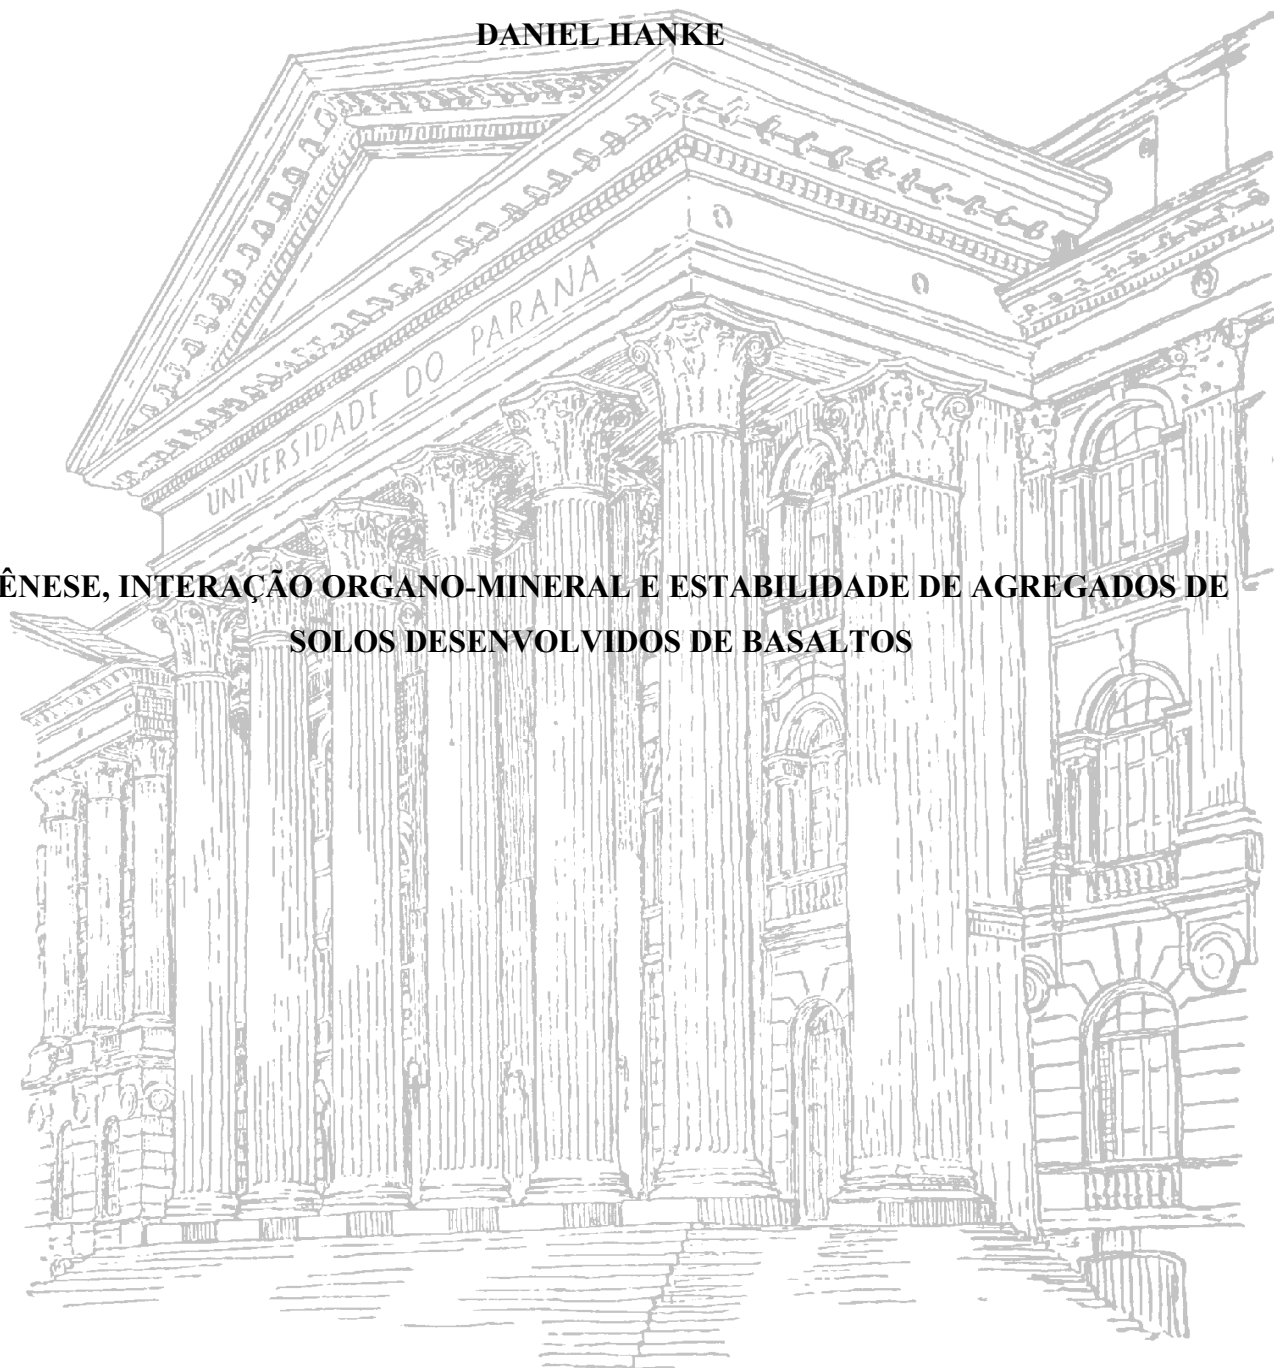 DANIEL HANKE
UNIVERSIDADE DO PARANÁ
ÊNESE, INTERAÇÃO ORGANO-MINERAL E ESTABILIDADE DE AGREGADOS DE
SOLOS DESENVOLVIDOS DE BASALTOS